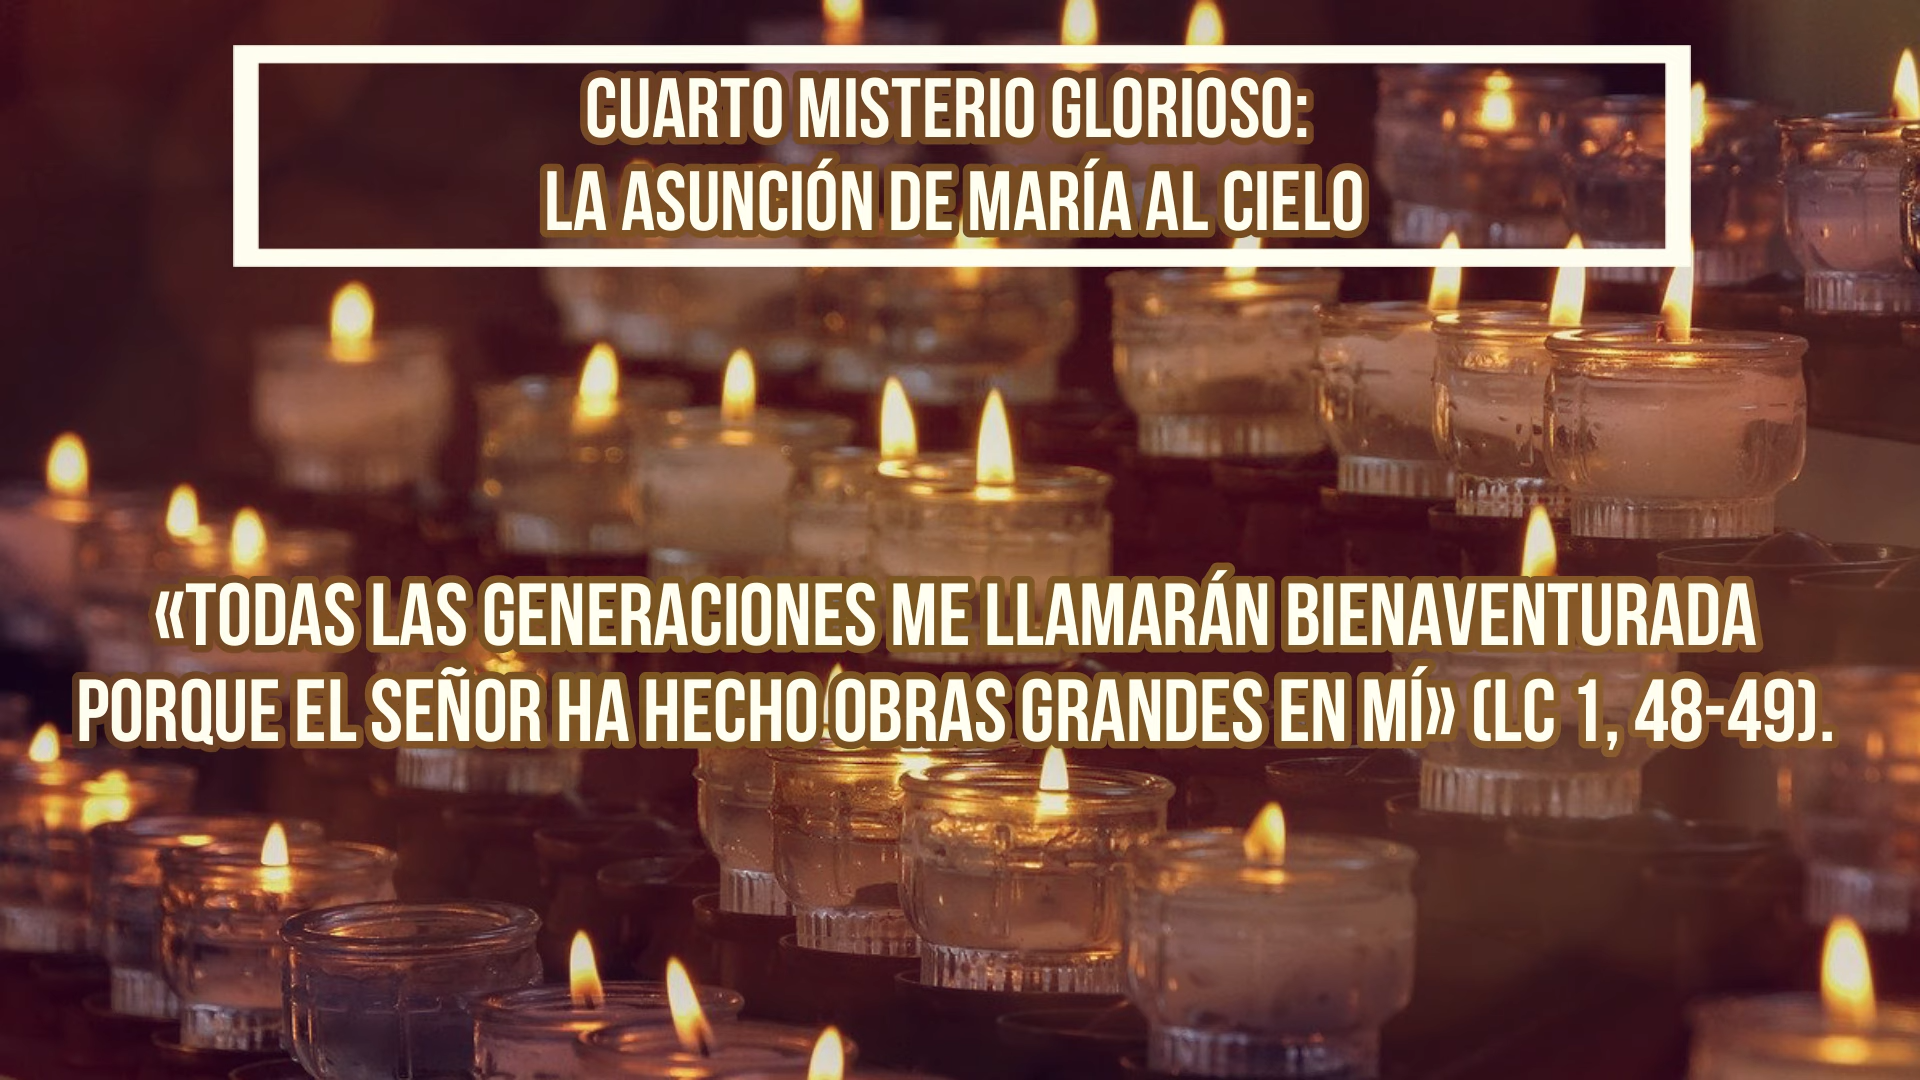 CUARTO MISTERIO GLORIOSO:
LA ASUNCIÓN DE MARÍA AL CIELO
«TODAS LAS GENERACIONES ME LLAMARÁN BIENAVENTURADA
PORQUE EL SEÑOR HA HECHO OBRAS GRANDES EN MÍ» (LC 1, 48-49).